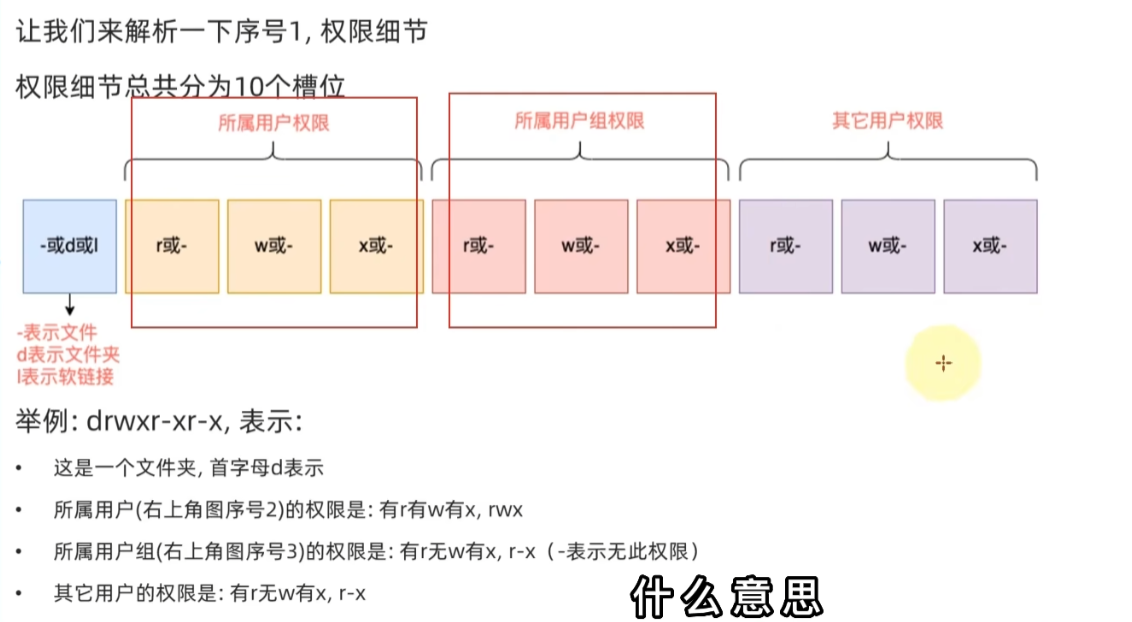 让我们来解析一下序号1, 权限细节
权限细节总共分为10个槽位
所属用户权限 所属用户组权限 其它用户权限
-或d或l r或- w或- x或- r或- w或- x或- r或- w或- x或-
-表示文件
d表示文件夹
l表示软链接
举例: drwxr-xr-x, 表示:
• 这是一个文件夹, 首字母d表示
• 所属用户(右上角图序号2)的权限是: 有r有w有x, rwx
• 所属用户组(右上角图序号3)的权限是: 有r无w有x, r-x（-表示无此权限）
• 其它用户的权限是: 有r无w有x, r-x
什么意思